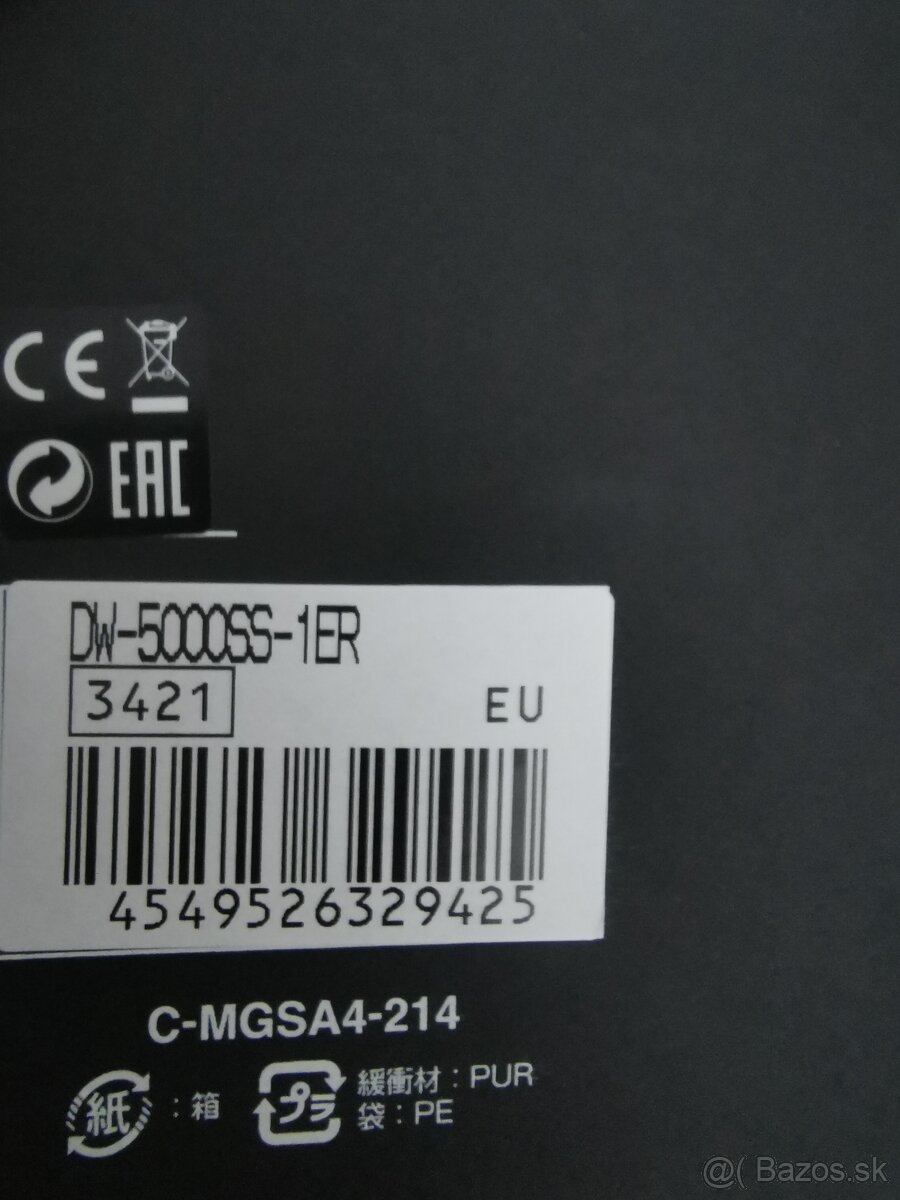 CE
EAC
DW-5000SS-1ER
3421
EU
4549526329425
C-MGSA4-214
紙 : 箱
プラ 緩衝材 : PUR
袋 : PE
@( Bazos.sk